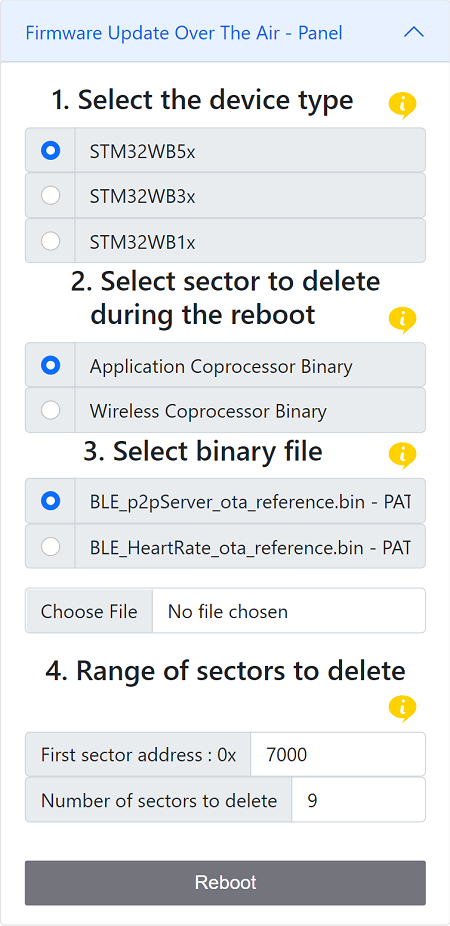 Firmware Update Over The Air - Panel
1. Select the device type
STM32WB5x
STM32WB3x
STM32WB1x
2. Select sector to delete
during the reboot
Application Coprocessor Binary
Wireless Coprocessor Binary
3. Select binary file
BLE_p2pServer_ota_reference.bin - PAT
BLE_HeartRate_ota_reference.bin - PAT
Choose File No file chosen
4. Range of sectors to delete
First sector address : 0x 7000
Number of sectors to delete 9
Reboot